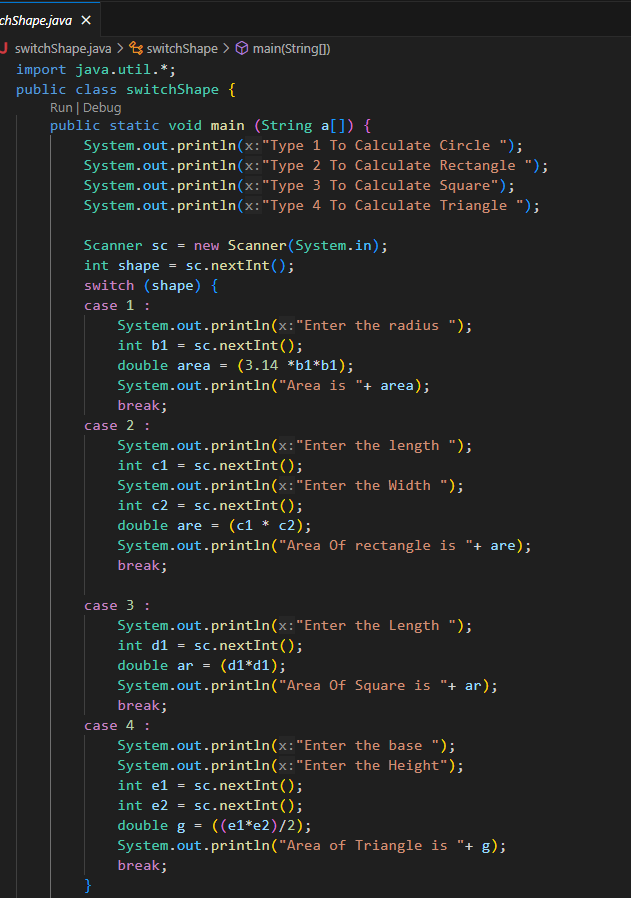 chShape.java ×
J switchShape.java > switchShape > main(String[])
import java.util.*;
public class switchShape {
Run | Debug
public static void main (String a[]) {
System.out.println(x:"Type 1 To Calculate Circle ");
System.out.println(x:"Type 2 To Calculate Rectangle ");
System.out.println(x:"Type 3 To Calculate Square");
System.out.println(x:"Type 4 To Calculate Triangle ");
Scanner sc = new Scanner(System.in);
int shape = sc.nextInt();
switch (shape) {
case 1 :
System.out.println(x:"Enter the radius ");
int b1 = sc.nextInt();
double area = (3.14 *b1*b1);
System.out.println("Area is "+ area);
break;
case 2 :
System.out.println(x:"Enter the length ");
int c1 = sc.nextInt();
System.out.println(x:"Enter the Width ");
int c2 = sc.nextInt();
double are = (c1 * c2);
System.out.println("Area Of rectangle is "+ are);
break;
case 3 :
System.out.println(x:"Enter the Length ");
int d1 = sc.nextInt();
double ar = (d1*d1);
System.out.println("Area Of Square is "+ ar);
break;
case 4 :
System.out.println(x:"Enter the base ");
System.out.println(x:"Enter the Height");
int e1 = sc.nextInt();
int e2 = sc.nextInt();
double g = ((e1*e2)/2);
System.out.println("Area of Triangle is "+ g);
break;
}